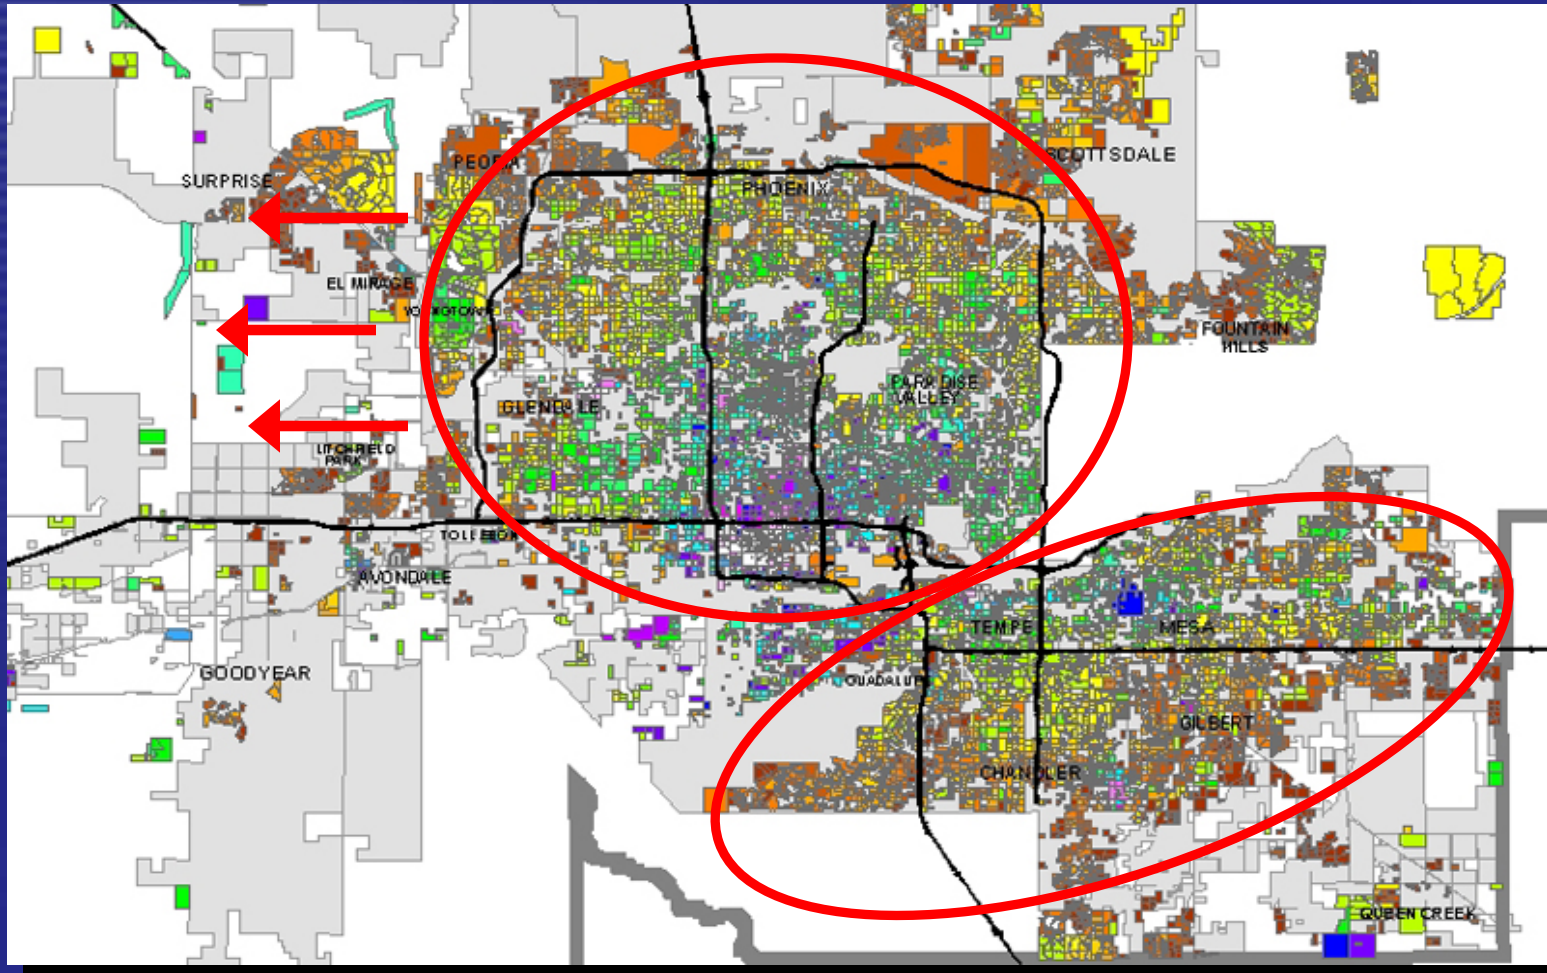 SCOTTSDALE
PEORIA
SURPRISE
PHOENIX
EL MIRAGE
YOUNGTOWN
FOUNTAIN
HILLS
PARADISE
VALLEY
GLENDALE
LITCHFIELD
PARK
TOLLESON
AVONDALE
TEMPE
MESA
GOODYEAR
GUADALUPE
GILBERT
CHANDLER
QUEEN CREEK